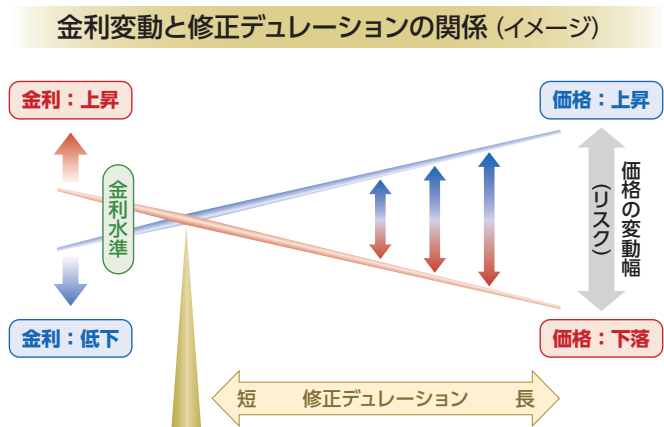 金利変動と修正デュレーションの関係（イメージ）
金利：上昇
価格：上昇
金利水準
価格の変動幅
（リスク）
金利：低下
価格：下落
短 修正デュレーション 長